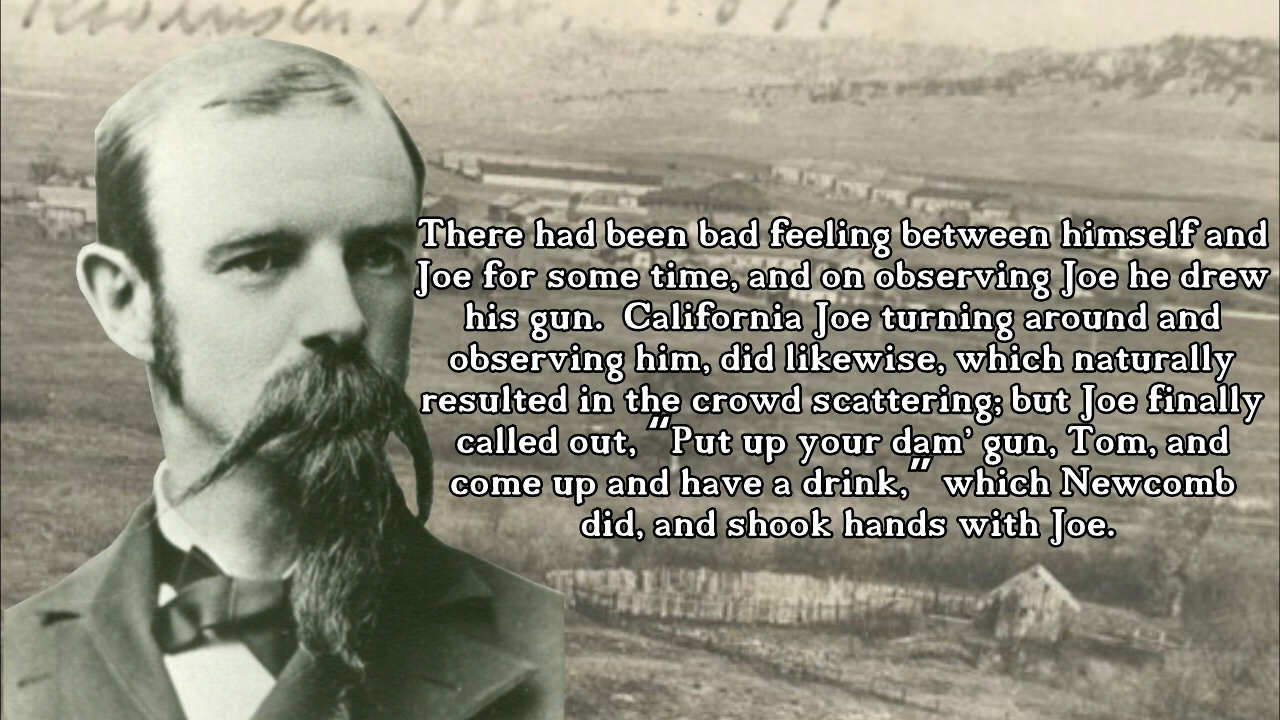 There had been bad feeling between himself and
Joe for some time, and on observing Joe he drew
his gun.  California Joe turning around and
observing him, did likewise, which naturally
resulted in the crowd scattering; but Joe finally
called out, "Put up your dam' gun, Tom, and
come up and have a drink," which Newcomb
did, and shook hands with Joe.